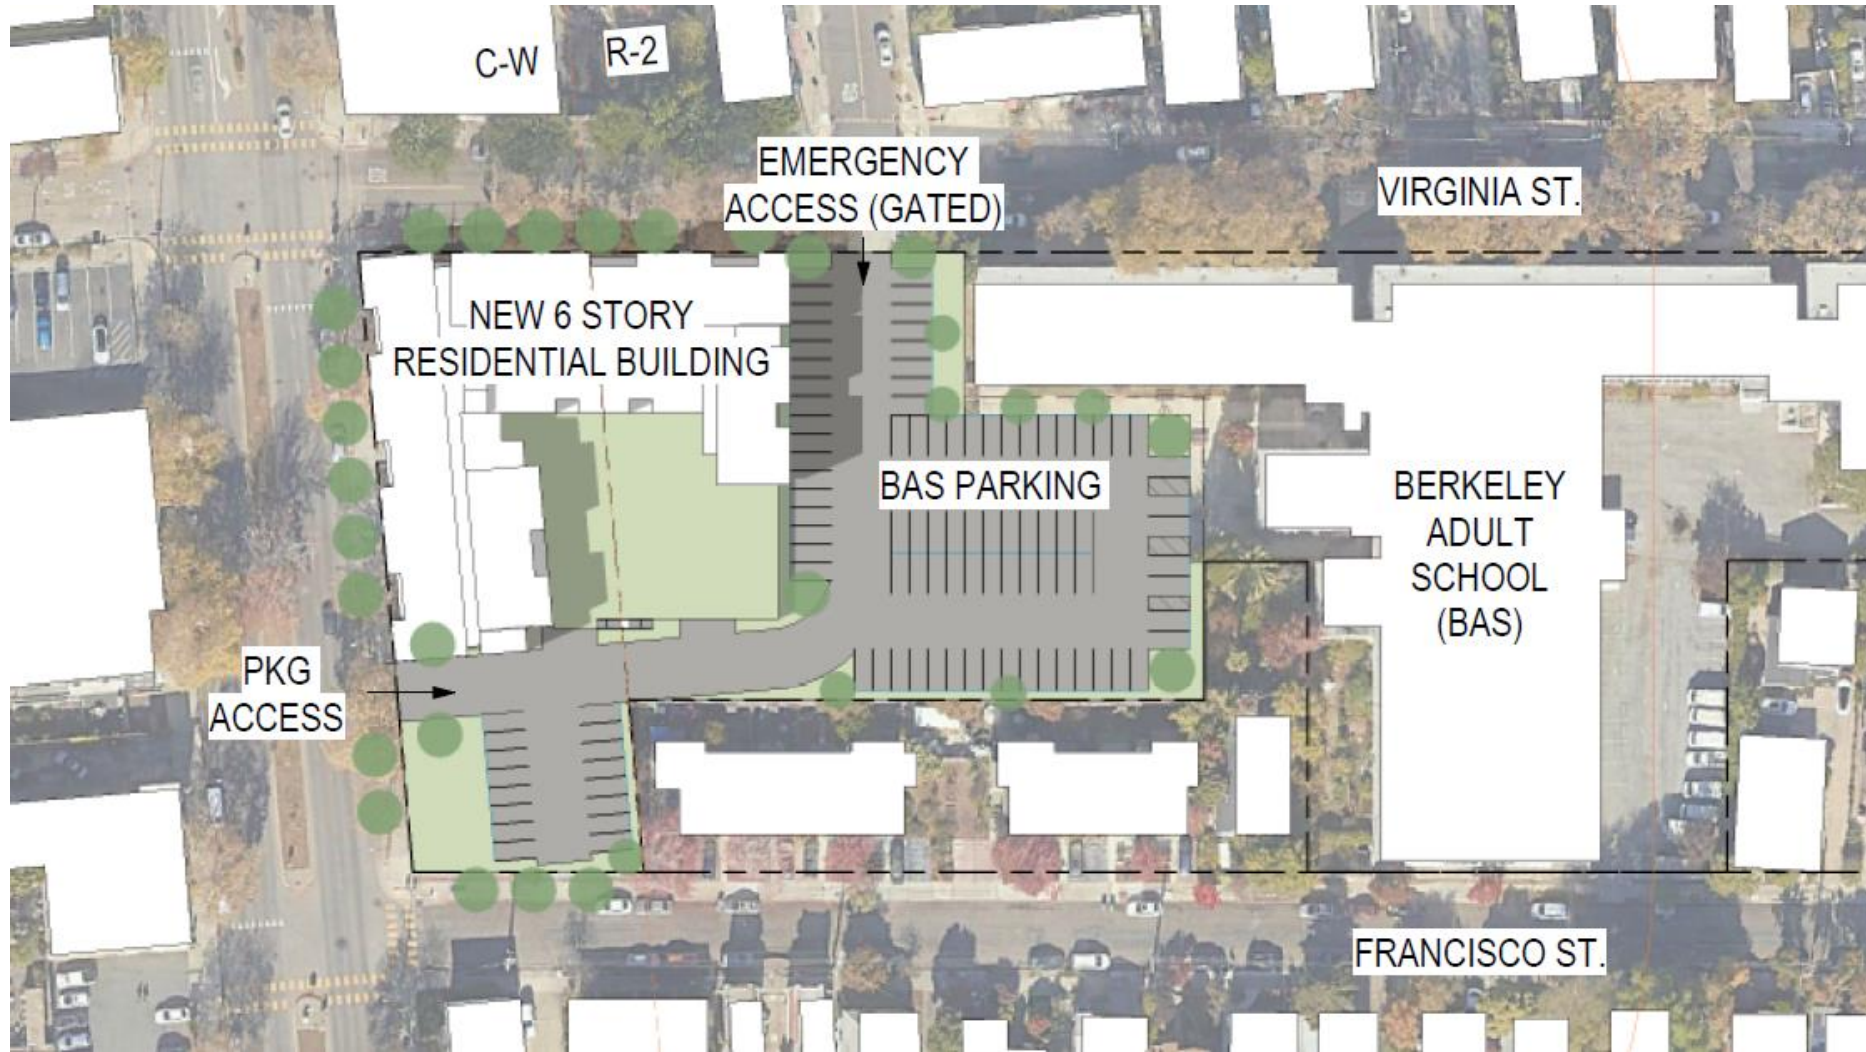 C-W
R-2
EMERGENCY
ACCESS (GATED)
VIRGINIA ST.
NEW 6 STORY
RESIDENTIAL BUILDING
BAS PARKING
BERKELEY
ADULT
SCHOOL
(BAS)
PKG
ACCESS
FRANCISCO ST.